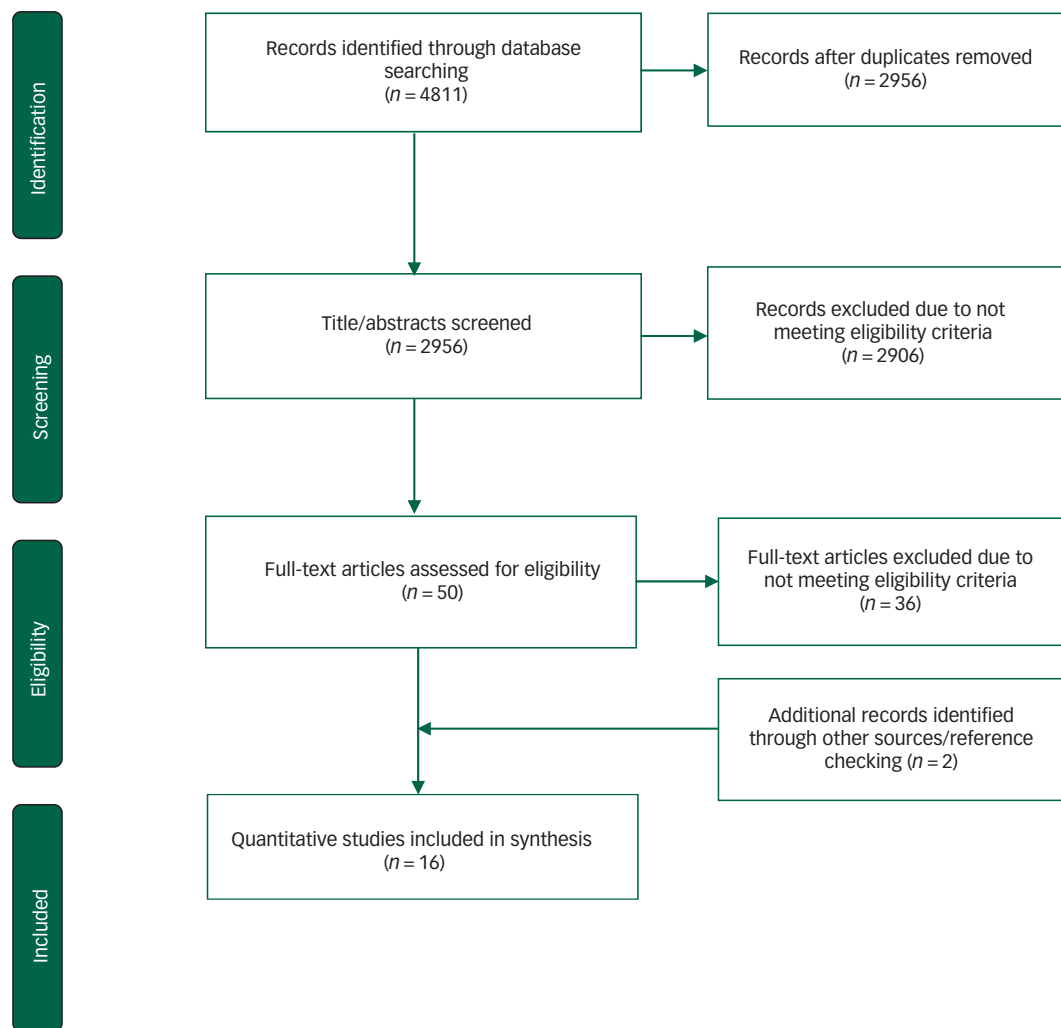 Identification
Records identified through database
searching
(n = 4811)
Records after duplicates removed
(n = 2956)
Screening
Title/abstracts screened
(n = 2956)
Records excluded due to not
meeting eligibility criteria
(n = 2906)
Eligibility
Full-text articles assessed for eligibility
(n = 50)
Full-text articles excluded due to
not meeting eligibility criteria
(n = 36)
Additional records identified
through other sources/reference
checking (n = 2)
Included
Quantitative studies included in synthesis
(n = 16)